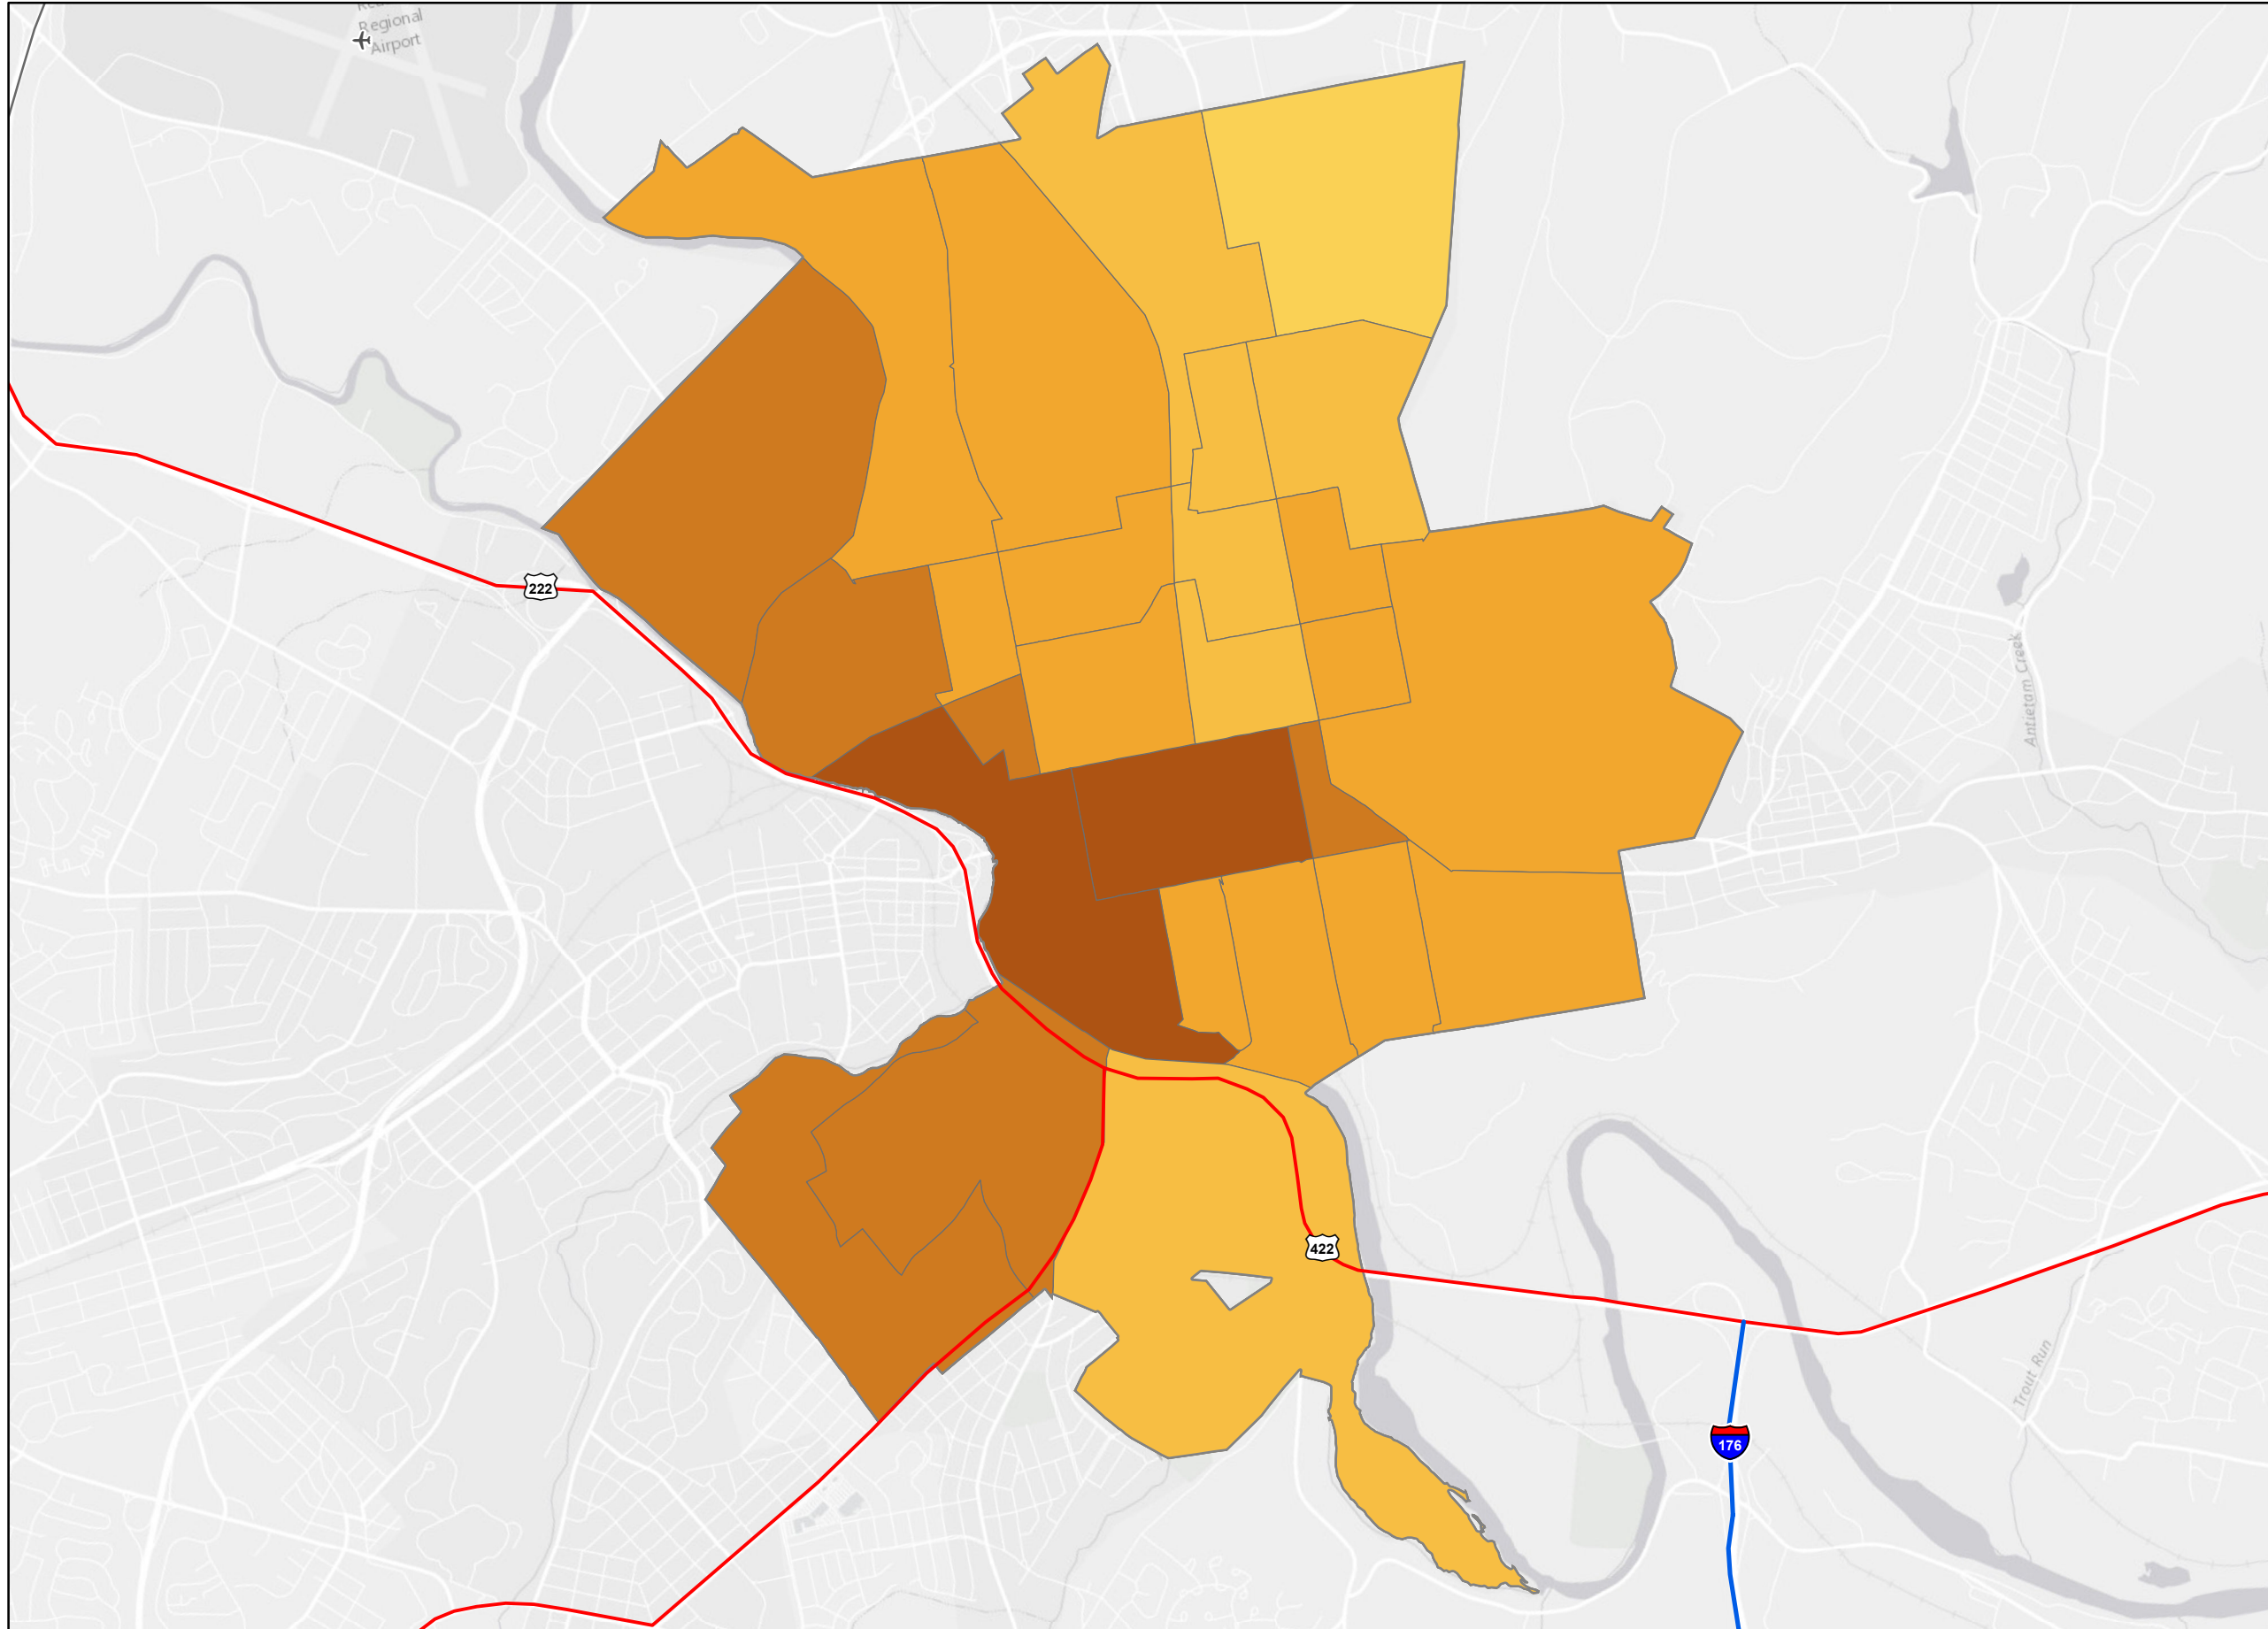 Regional
Airport
222
Antietam Creek
422
Trout Run
176